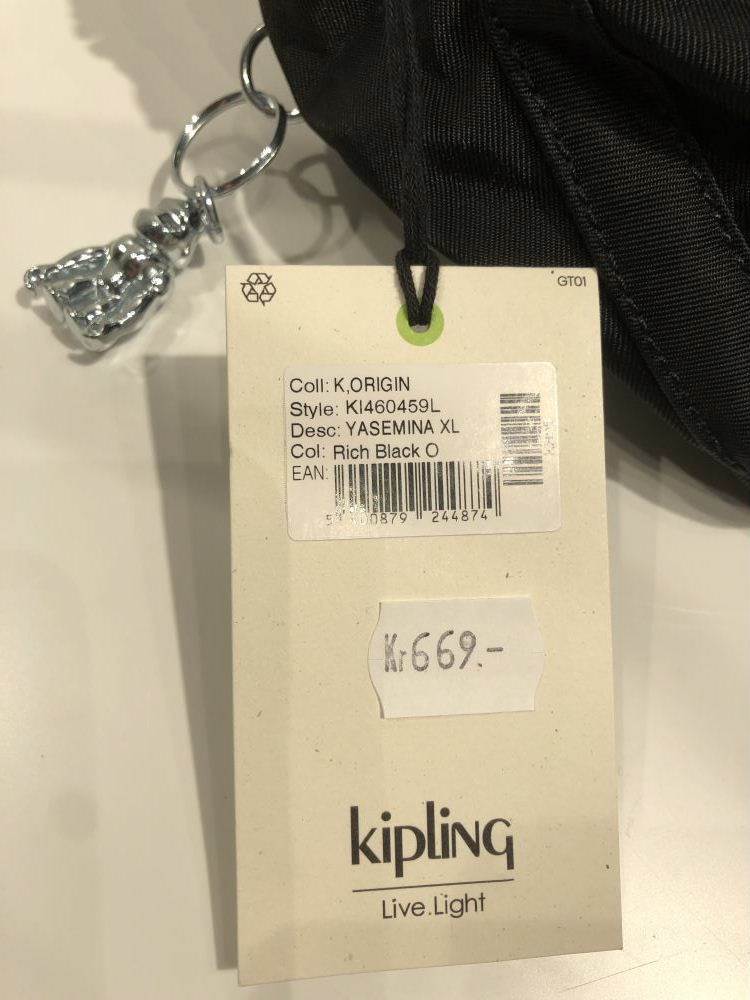 GT01
Coll: K,ORIGIN
Style: KI460459L
Desc: YASEMINA XL
Col: Rich Black O
EAN:
244874
Kr669.-
kipling
Live.Light